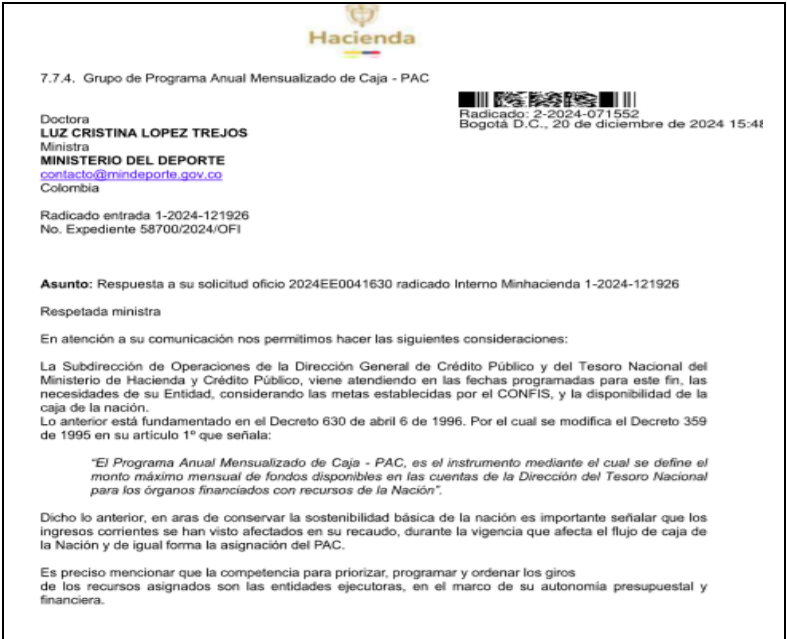 Hacienda
7.7.4. Grupo de Programa Anual Mensualizado de Caja - PAC
Radicado: 2-2024-071552
Bogotá D.C., 20 de diciembre de 2024 15:48
Doctora
LUZ CRISTINA LOPEZ TREJOS
Ministra
MINISTERIO DEL DEPORTE
contacto@mindeporte.gov.co
Colombia
Radicado entrada 1-2024-121926
No. Expediente 58700/2024/OFI
Asunto: Respuesta a su solicitud oficio 2024EE0041630 radicado Interno Minhacienda 1-2024-121926
Respetada ministra
En atención a su comunicación nos permitimos hacer las siguientes consideraciones:
La Subdirección de Operaciones de la Dirección General de Crédito Público y del Tesoro Nacional del
Ministerio de Hacienda y Crédito Público, viene atendiendo en las fechas programadas para este fin, las
necesidades de su Entidad, considerando las metas establecidas por el CONFIS, y la disponibilidad de la
caja de la nación.
Lo anterior está fundamentado en el Decreto 630 de abril 6 de 1996. Por el cual se modifica el Decreto 359
de 1995 en su artículo 1º que señala:
“El Programa Anual Mensualizado de Caja - PAC, es el instrumento mediante el cual se define el
monto máximo mensual de fondos disponibles en las cuentas de la Dirección del Tesoro Nacional
para los órganos financiados con recursos de la Nación”.
Dicho lo anterior, en aras de conservar la sostenibilidad básica de la nación es importante señalar que los
ingresos corrientes se han visto afectados en su recaudo, durante la vigencia que afecta el flujo de caja de
la Nación y de igual forma la asignación del PAC.
Es preciso mencionar que la competencia para priorizar, programar y ordenar los giros
de los recursos asignados son las entidades ejecutoras, en el marco de su autonomía presupuestal y
financiera.